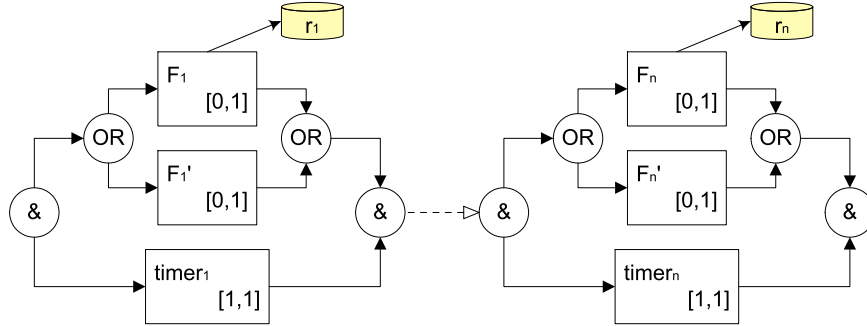 r₁
rₙ
F₁
[0,1]
Fₙ
[0,1]
OR
OR
OR
OR
F₁'
[0,1]
Fₙ'
[0,1]
&
&
&
&
timer₁
[1,1]
timerₙ
[1,1]